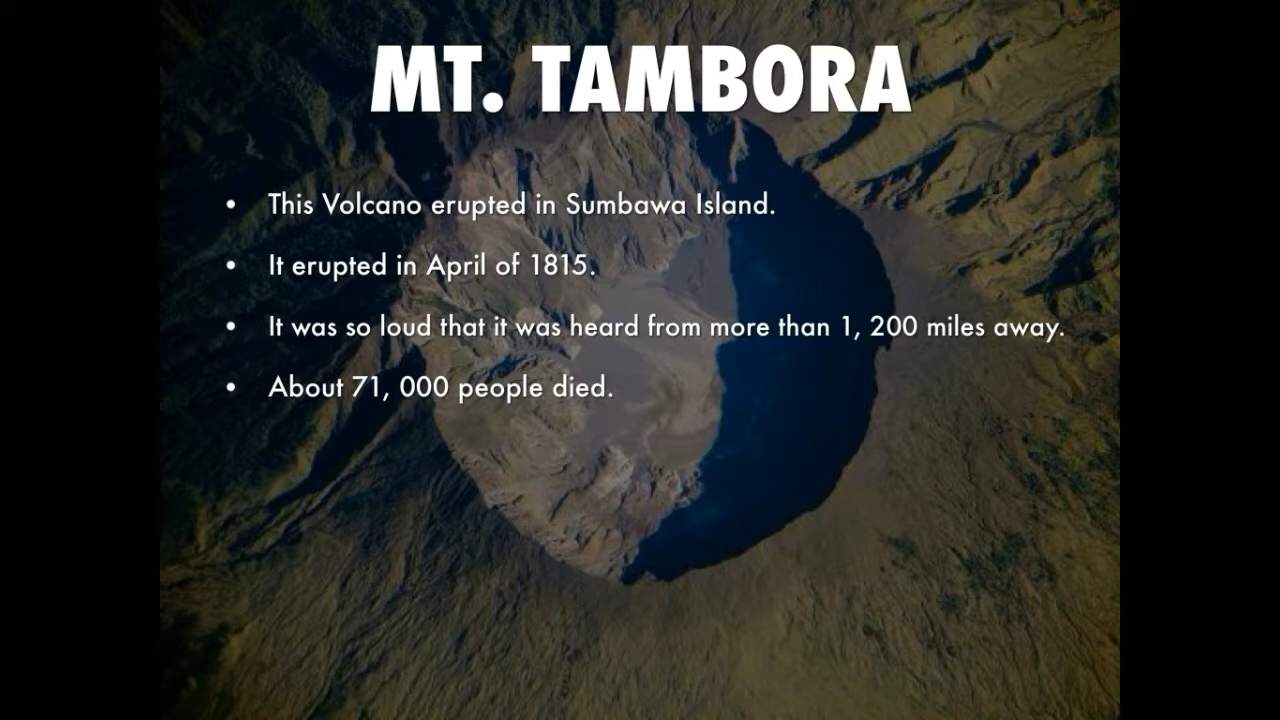 MT. TAMBORA
• This Volcano erupted in Sumbawa Island.
• It erupted in April of 1815.
• It was so loud that it was heard from more than 1, 200 miles away.
• About 71, 000 people died.